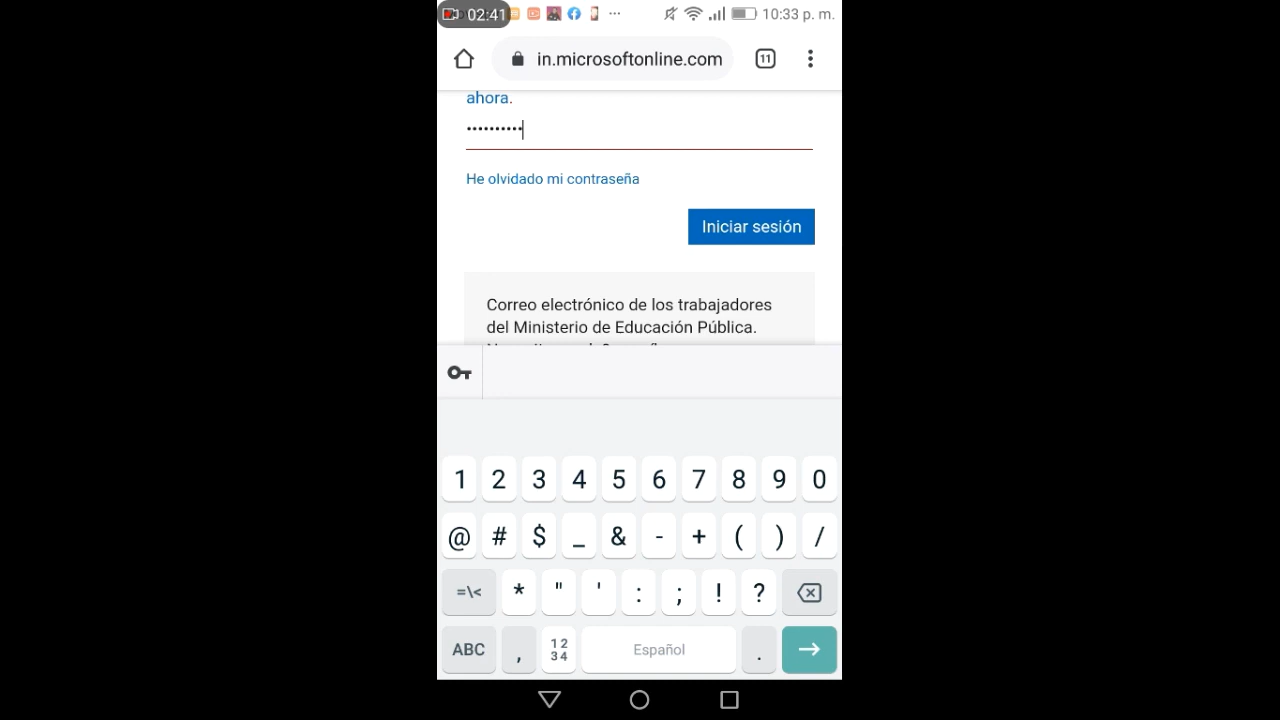 02:41 ... 10:33 p. m.
in.microsoftonline.com 11
ahora.
••••••••••
He olvidado mi contraseña
Iniciar sesión
Correo electrónico de los trabajadores
del Ministerio de Educación Pública.
1 2 3 4 5 6 7 8 9 0
@ # $ _ & - + ( ) /
=\< * " ' : ; ! ?
ABC , 12 34 Español .